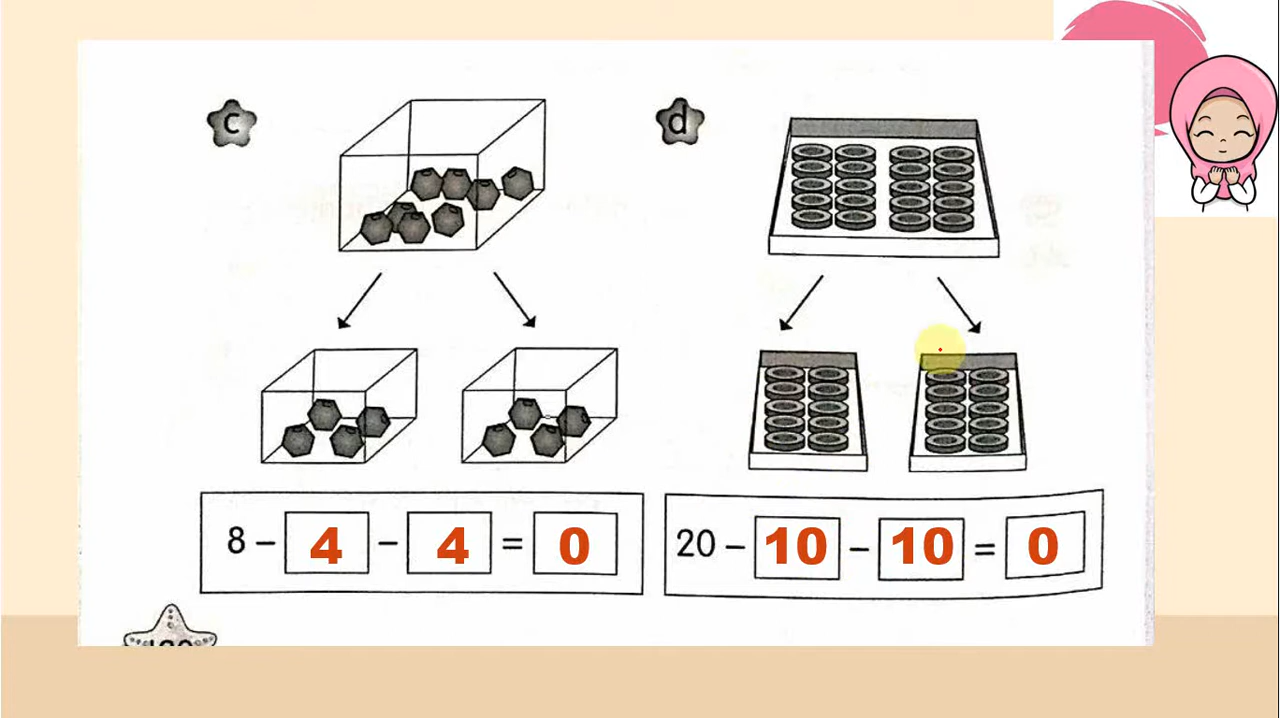 c
d
8 – 4 – 4 = 0
20 – 10 – 10 = 0